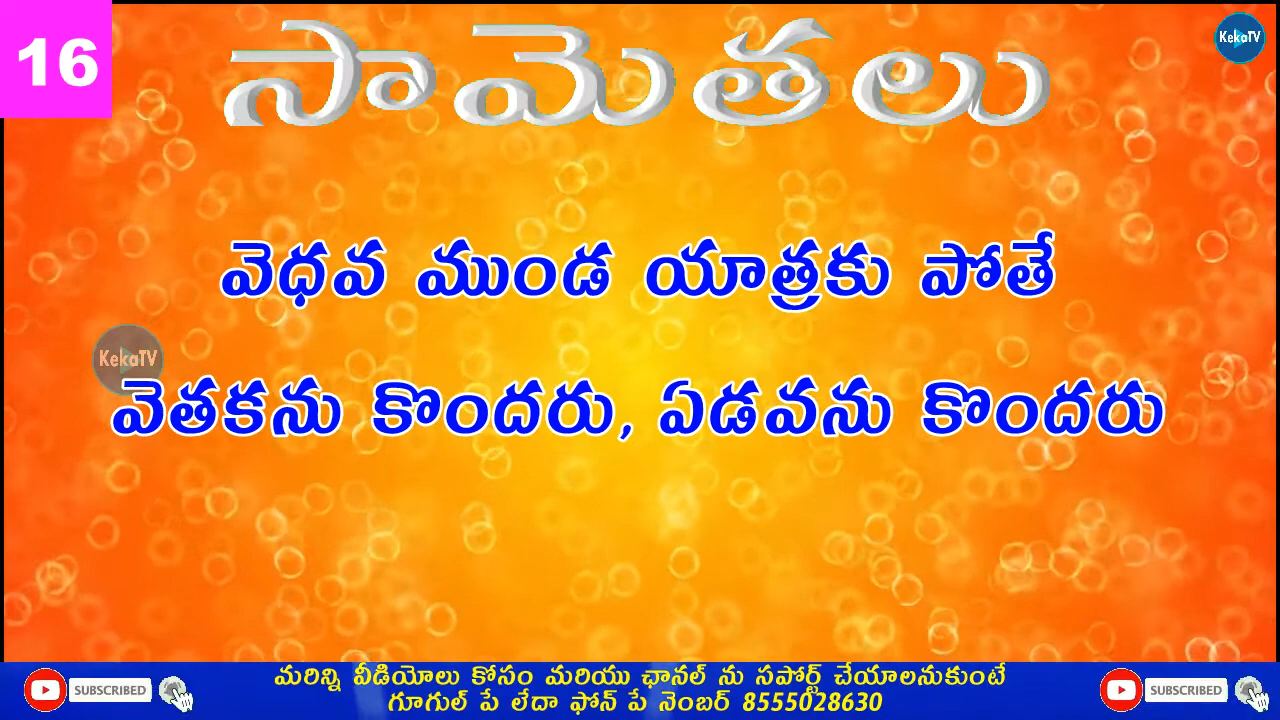 16
సామెతలు
KekaTV
వెధవ ముండ యాత్రకు పోతే
KekaTV
వెతకను కొందరు, ఏడవను కొందరు
మరిన్ని వీడియోలు కోసం మరియు ఛానల్ ను సపోర్ట్ చేయాలనుకుంటే
గూగుల్ పే లేదా ఫోన్ పే నెంబర్ 8555028630
SUBSCRIBED
SUBSCRIBED